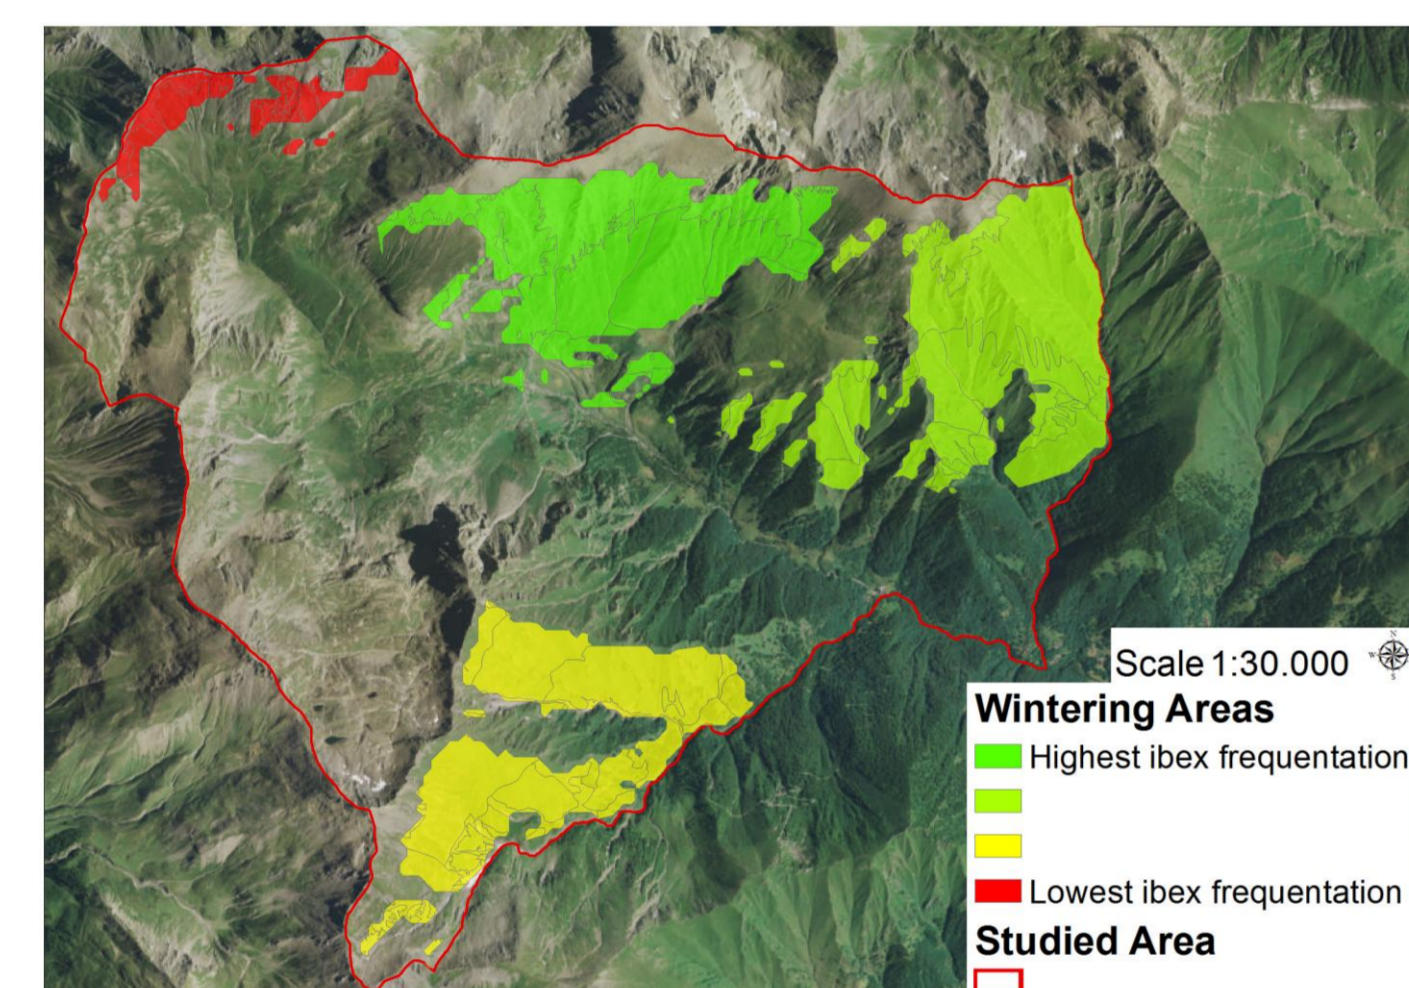 Scale 1:30.000
N
W
S
Wintering Areas
Highest ibex frequentation
Lowest ibex frequentation
Studied Area